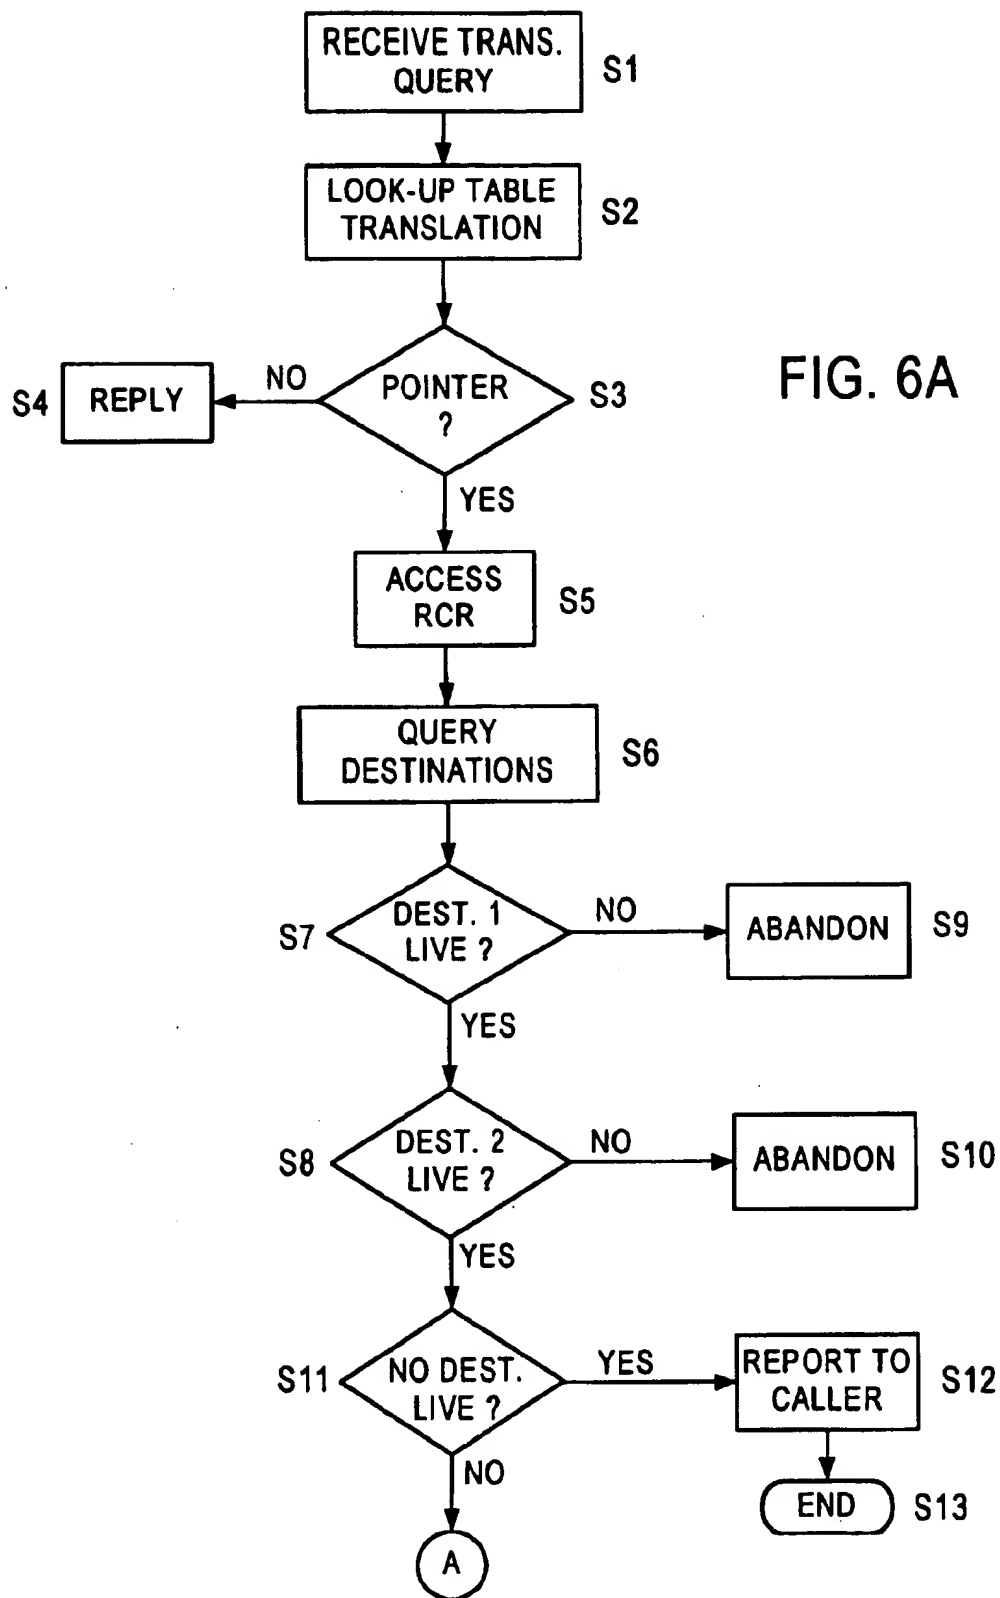 RECEIVE TRANS.
QUERY
S1
LOOK-UP TABLE
TRANSLATION
S2
FIG. 6A
S4
REPLY
NO
POINTER
?
S3
YES
ACCESS
RCR
S5
QUERY
DESTINATIONS
S6
S7
DEST. 1
LIVE ?
NO
ABANDON
S9
YES
S8
DEST. 2
LIVE ?
NO
ABANDON
S10
YES
S11
NO DEST.
LIVE ?
YES
REPORT TO
CALLER
S12
NO
END
S13
A